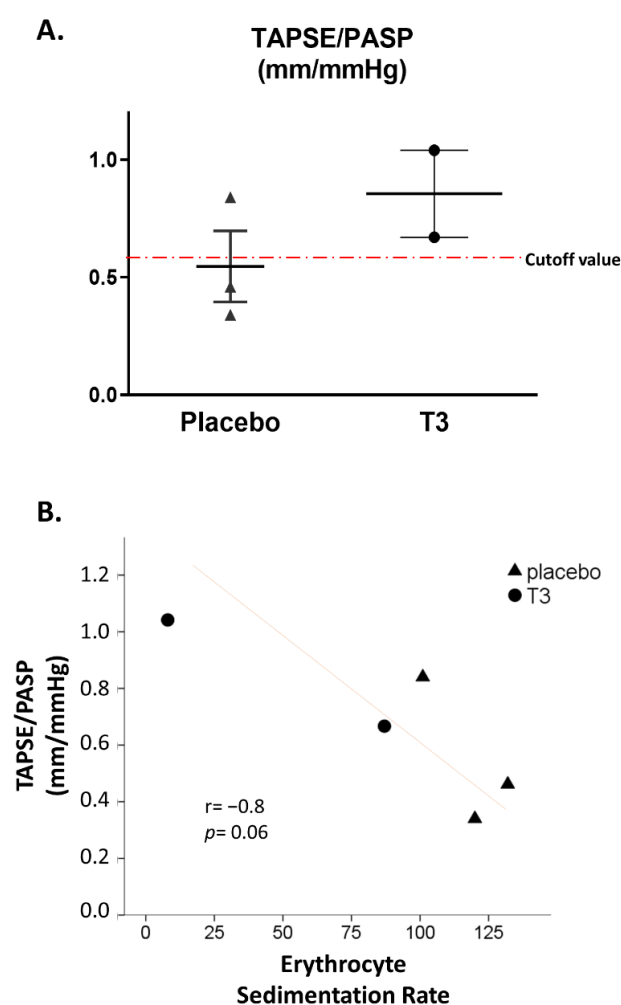 A.
TAPSE/PASP
(mm/mmHg)
1.0
0.5
0.0
Cutoff value
Placebo
T3
B.
TAPSE/PASP
(mm/mmHg)
1.2
1.0
0.8
0.6
0.4
0.2
0.0
placebo
T3
r= −0.8
p= 0.06
0 25 50 75 100 125
Erythrocyte
Sedimentation Rate